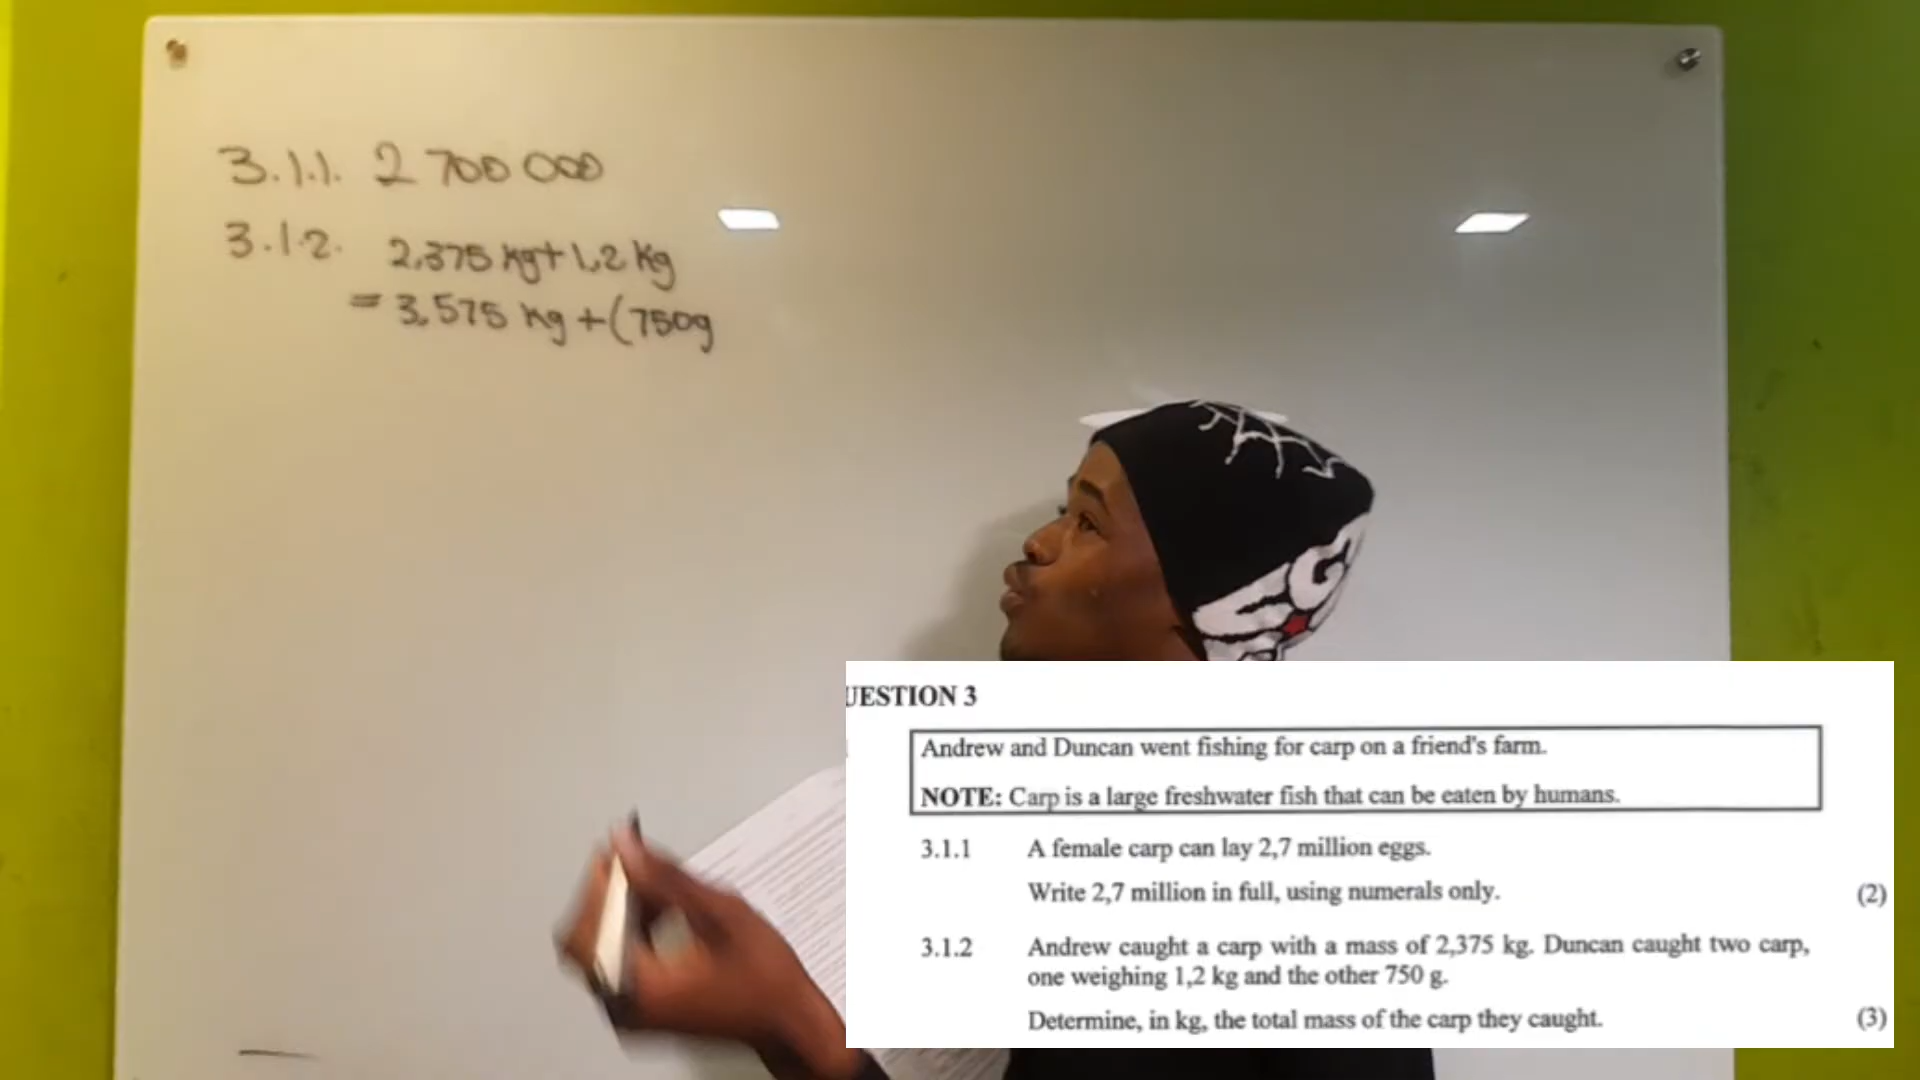 3.1.1. 2 700 000
3.1.2. 2,375 kg + 1,2 kg
= 3,575 kg + (750g
UESTION 3
Andrew and Duncan went fishing for carp on a friend's farm.
NOTE: Carp is a large freshwater fish that can be eaten by humans.
3.1.1 A female carp can lay 2,7 million eggs.
Write 2,7 million in full, using numerals only. (2)
3.1.2 Andrew caught a carp with a mass of 2,375 kg. Duncan caught two carp,
one weighing 1,2 kg and the other 750 g.
Determine, in kg, the total mass of the carp they caught. (3)